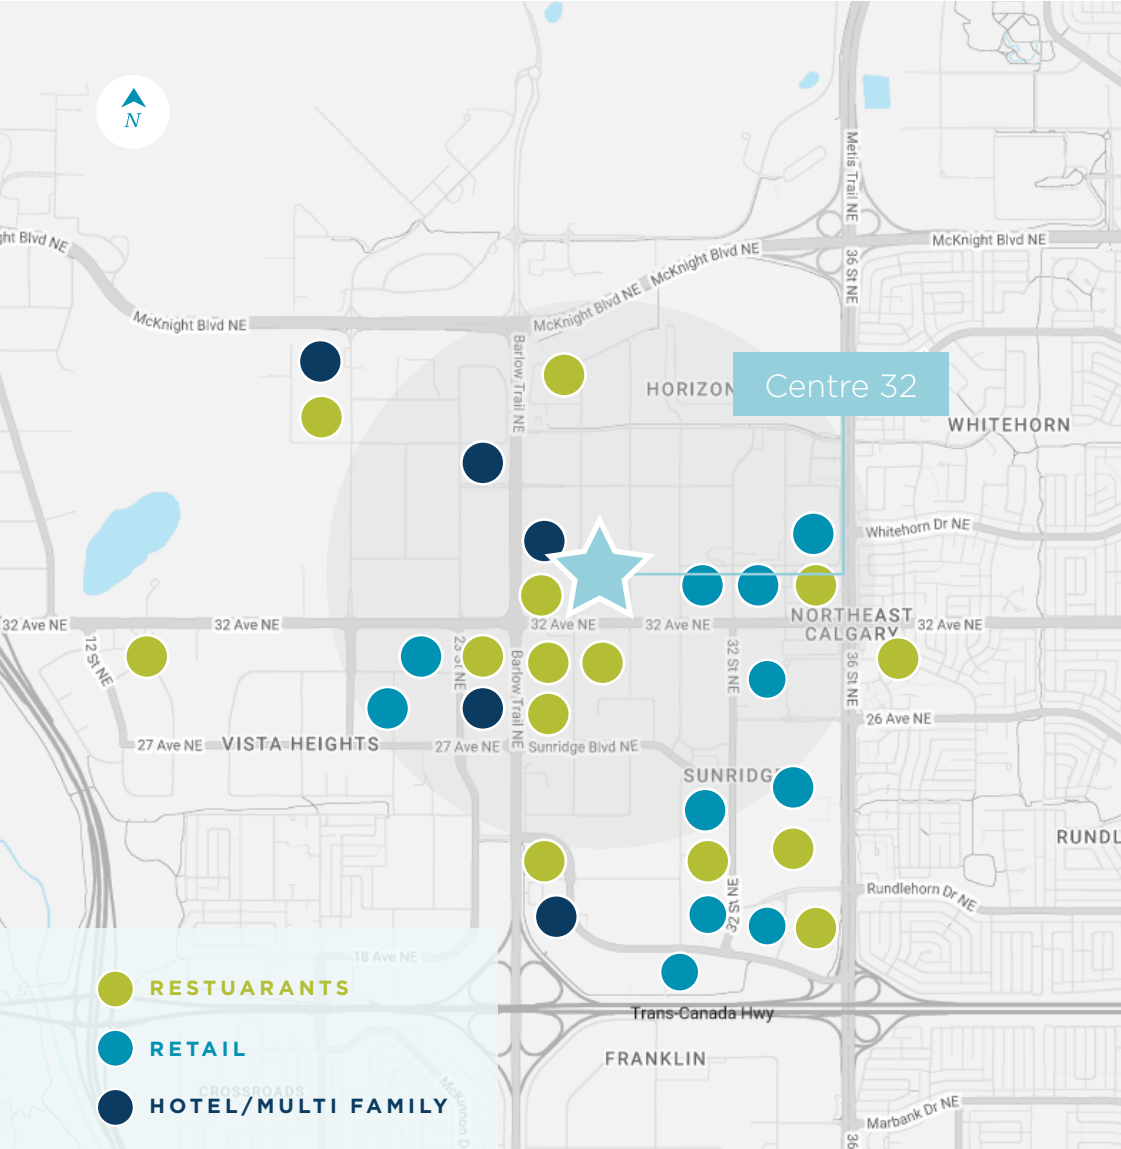 N
Metis Trail NE
ght Blvd NE
McKnight Blvd NE
McKnight Blvd NE
36 St NE
McKnight Blvd NE
McKnight Blvd NE
Barlow Trail NE
HORIZON
Centre 32
WHITEHORN
Whitehorn Dr NE
32 Ave NE
32 Ave NE
32 Ave NE
32 Ave NE
NORTHEAST
CALGARY
32 Ave NE
12 St NE
23 St NE
Barlow Trail NE
32 St NE
36 St NE
26 Ave NE
27 Ave NE
VISTA HEIGHTS
27 Ave NE
Sunridge Blvd NE
SUNRIDG
RUNDL
Rundlehorn Dr NE
32 St NE
18 Ave NE
RESTUARANTS
Trans-Canada Hwy
RETAIL
FRANKLIN
CROSSROADS
McKinnon D
HOTEL/MULTI FAMILY
Marbank Dr NE
36